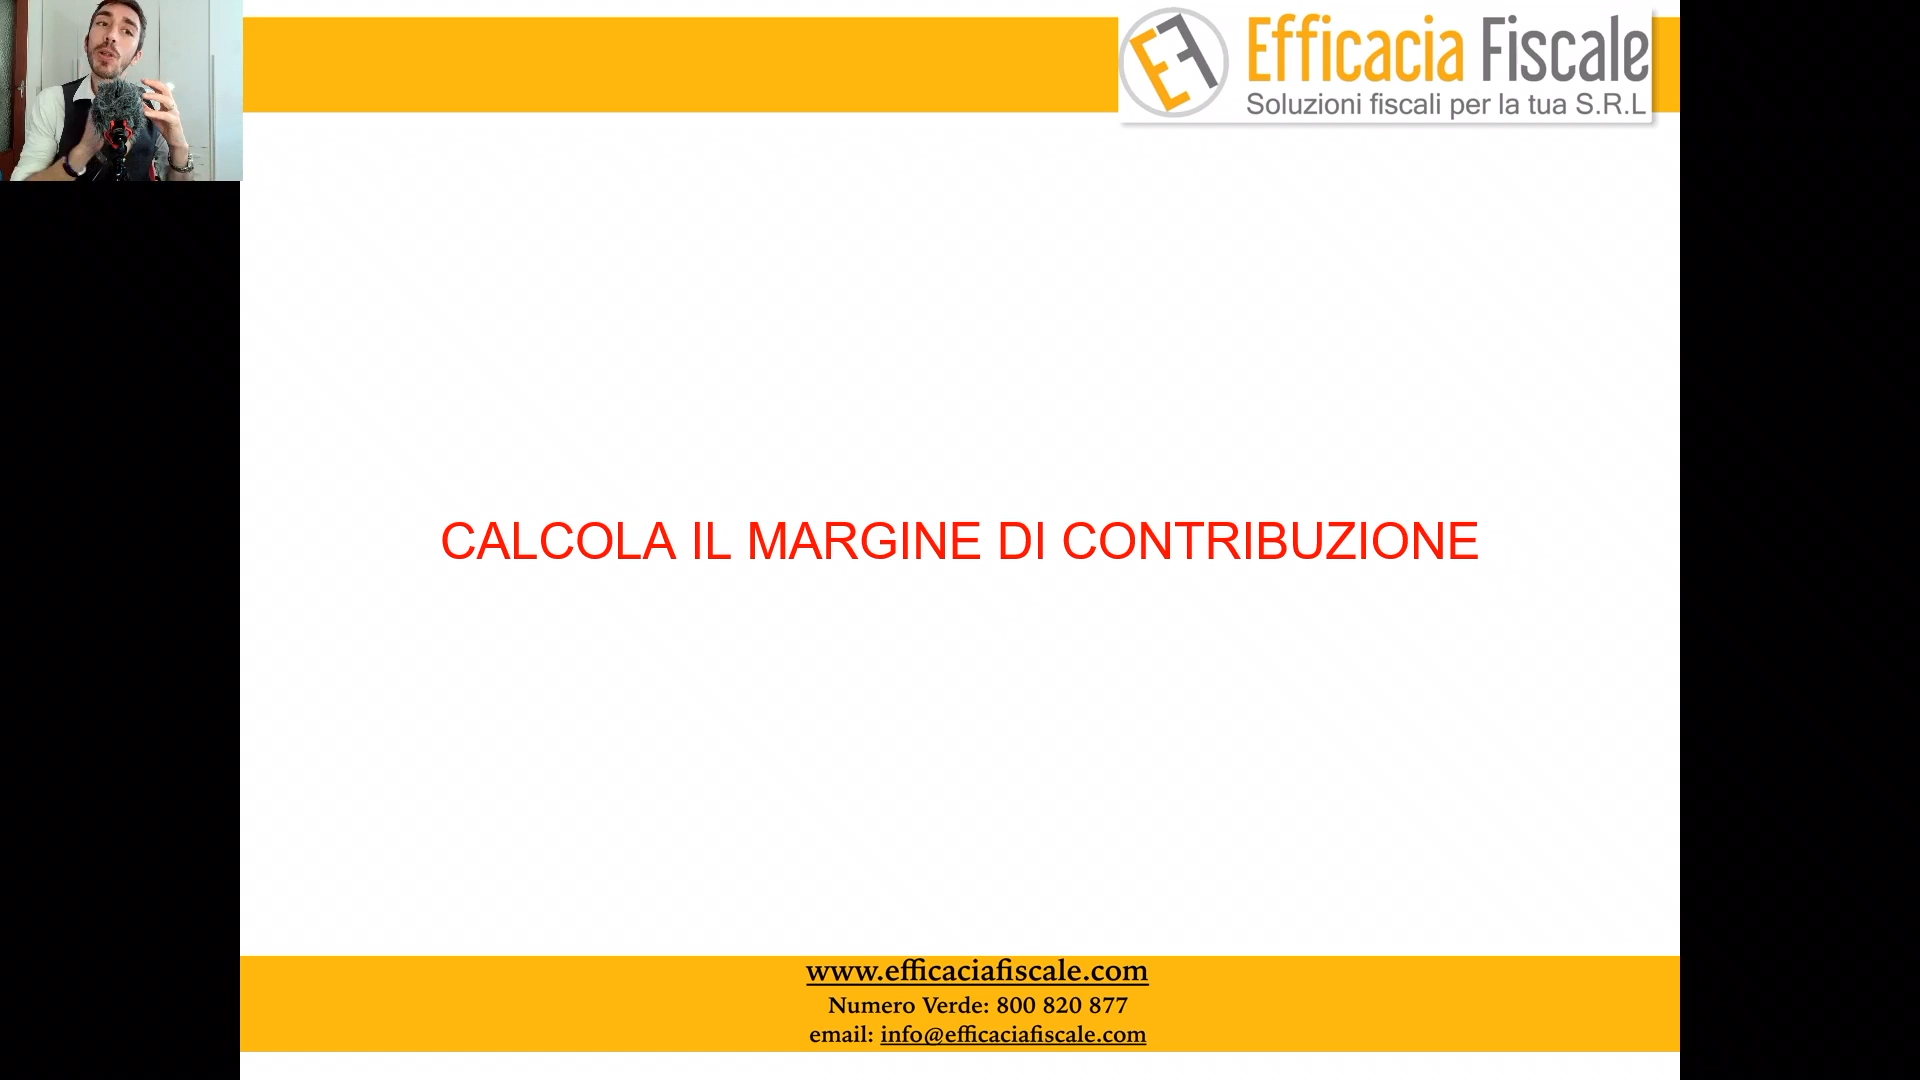 EF
Efficacia Fiscale
Soluzioni fiscali per la tua S.R.L
CALCOLA IL MARGINE DI CONTRIBUZIONE
www.efficaciafiscale.com
Numero Verde: 800 820 877
email: info@efficaciafiscale.com